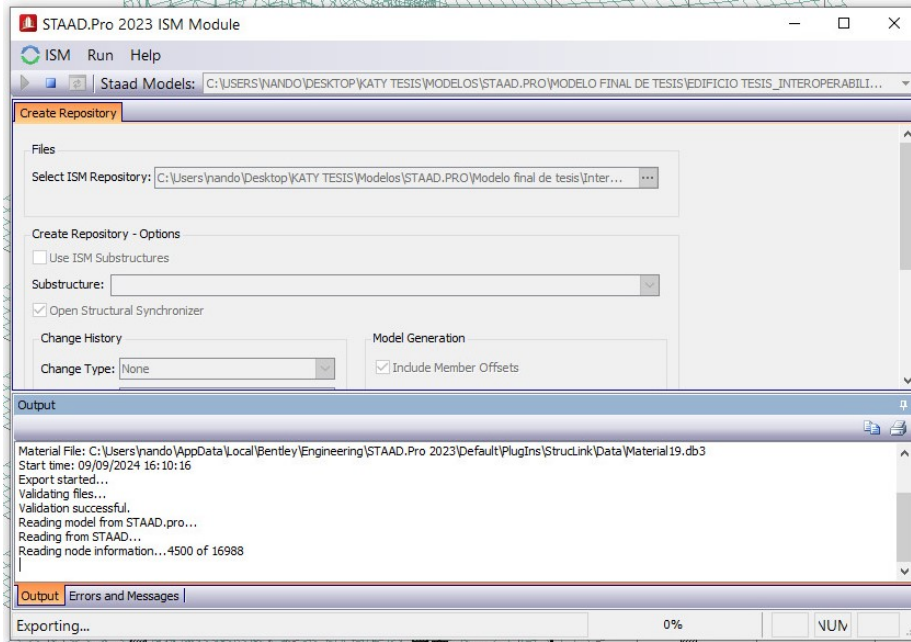 STAAD.Pro 2023 ISM Module
ISM Run Help
Staad Models: C:\USERS\NANDO\DESKTOP\KATY TESIS\MODELOS\STAAD.PRO\MODELO FINAL DE TESIS\EDIFICIO TESIS_INTEROPERABILI...
Create Repository
Files
Select ISM Repository: C:\Users\nando\Desktop\KATY TESIS\Modelos\STAAD.PRO\Modelo final de tesis\Inter... ...
Create Repository - Options
Use ISM Substructures
Substructure:
Open Structural Synchronizer
Change History
Change Type: None
Model Generation
Include Member Offsets
Output
Material File: C:\Users\nando\AppData\Local\Bentley\Engineering\STAAD.Pro 2023\Default\PlugIns\StrucLink\Data\Material19.db3
Start time: 09/09/2024 16:10:16
Export started...
Validating files...
Validation successful.
Reading model from STAAD.pro...
Reading from STAAD...
Reading node information...4500 of 16988
Output Errors and Messages
Exporting... 0% NUM